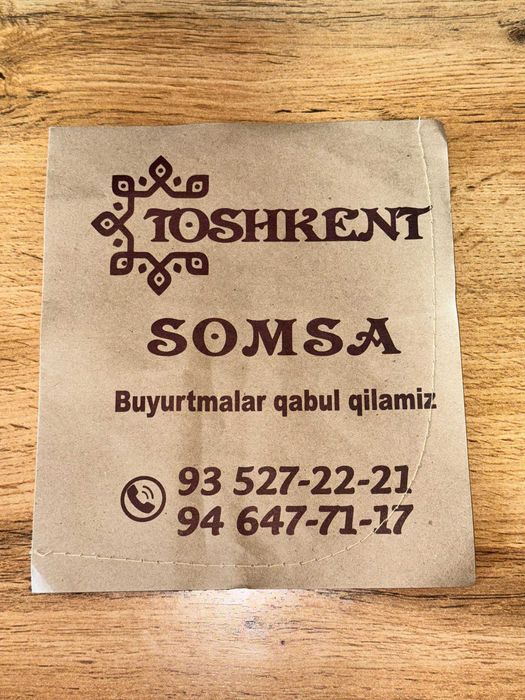 TOSHKENT
SOMSA
Buyurtmalar qabul qilamiz
93 527-22-21
94 647-71-17